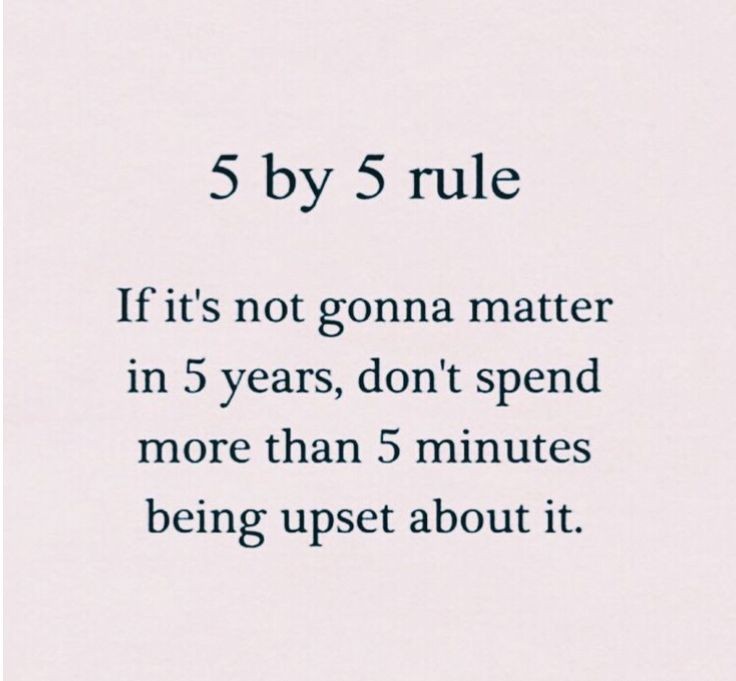 5 by 5 rule
If it's not gonna matter
in 5 years, don't spend
more than 5 minutes
being upset about it.